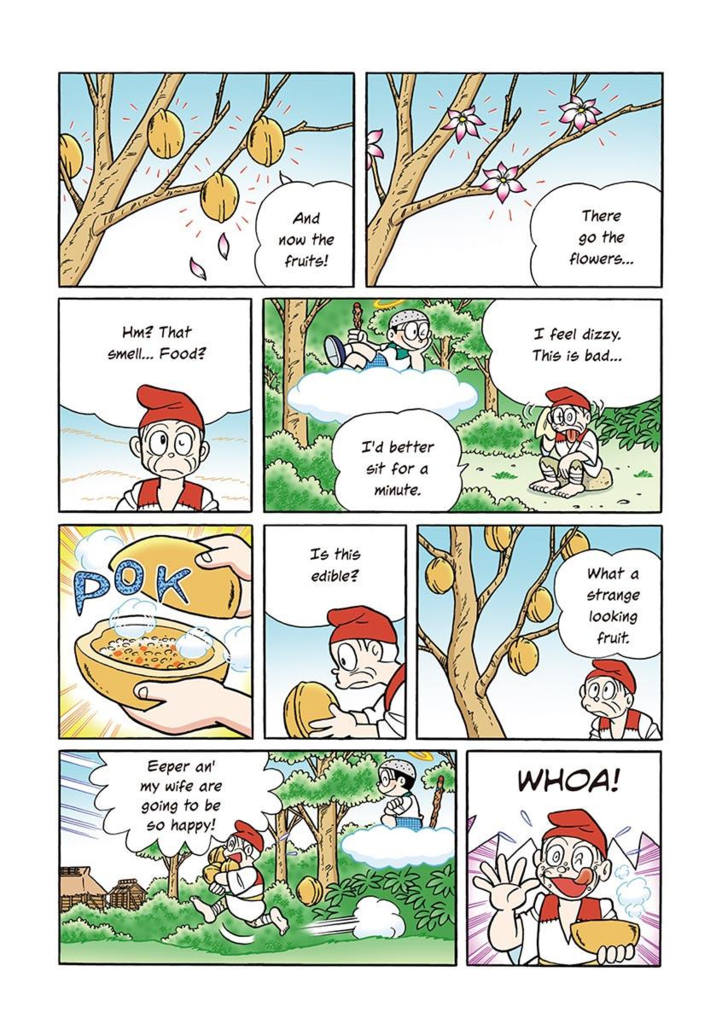 There
go the
flowers...
And
now the
fruits!
I feel dizzy.
This is bad...
I'd better
sit for a
minute.
Hm? That
smell... Food?
What a
strange
looking
fruit.
Is this
edible?
POK
WHOA!
Eeper an'
my wife are
going to be
so happy!